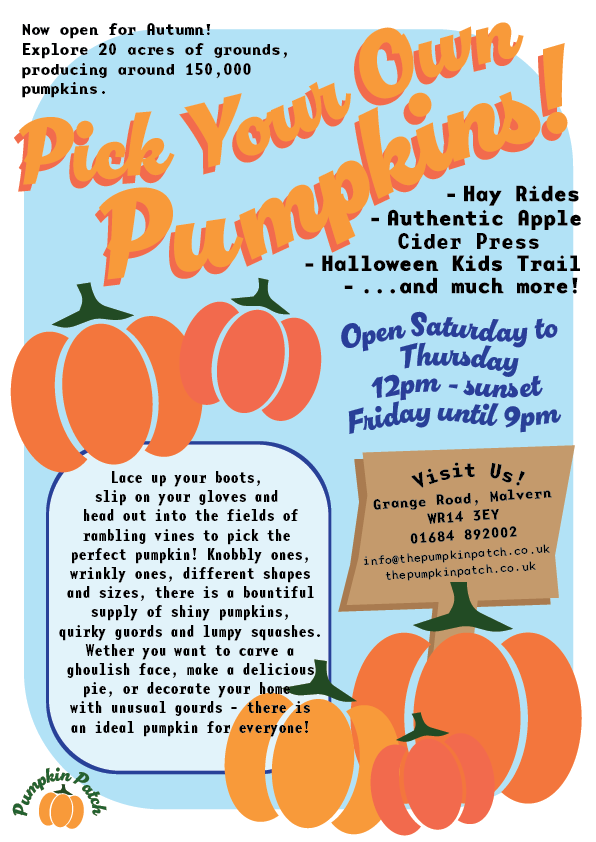 Now open for Autumn!
Explore 20 acres of grounds,
producing around 150,000
pumpkins.
Pick Your Own
Pumpkins!
- Hay Rides
- Authentic Apple
Cider Press
- Halloween Kids Trail
- ...and much more!
Open Saturday to
Thursday
12pm - sunset
Friday until 9pm
Lace up your boots,
slip on your gloves and
head out into the fields of
rambling vines to pick the
perfect pumpkin! Knobbly ones,
wrinkly ones, different shapes
and sizes, there is a bountiful
supply of shiny pumpkins,
quirky guords and lumpy squashes.
Wether you want to carve a
ghoulish face, make a delicious
pie, or decorate your home
with unusual gourds - there is
an ideal pumpkin for everyone!
Visit Us!
Grange Road, Malvern
WR14 3EY
01684 892002
info@thepumpkinpatch.co.uk
thepumpkinpatch.co.uk
Pumpkin Patch